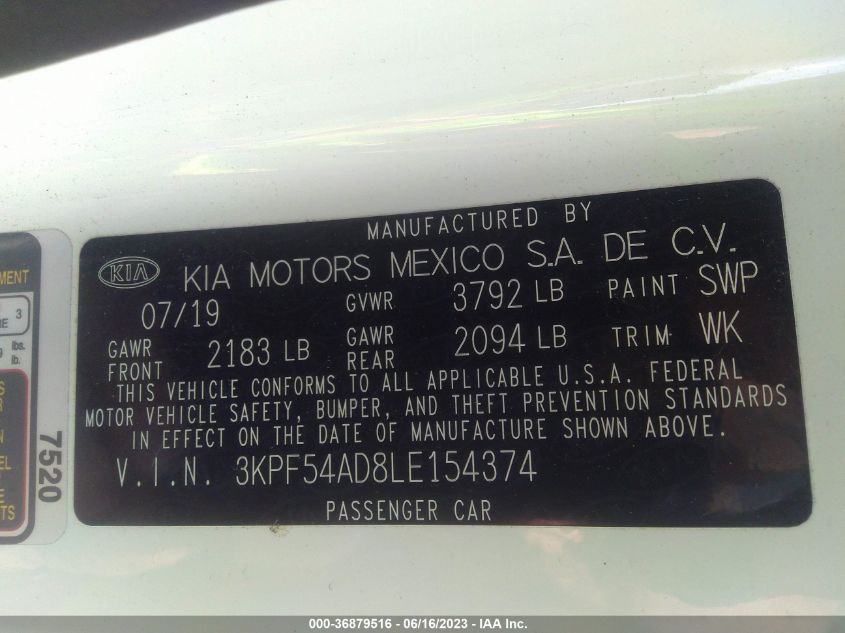 MANUFACTURED BY
KIA KIA MOTORS MEXICO S.A. DE C.V.
07/19 GVWR 3792 LB PAINT SWP
GAWR FRONT 2183 LB GAWR REAR 2094 LB TRIM WK
THIS VEHICLE CONFORMS TO ALL APPLICABLE U.S.A. FEDERAL
MOTOR VEHICLE SAFETY, BUMPER, AND THEFT PREVENTION STANDARDS
IN EFFECT ON THE DATE OF MANUFACTURE SHOWN ABOVE.
V.I.N. 3KPF54AD8LE154374
PASSENGER CAR
3
lbs.
lb.
7520
000-36879516 - 06/16/2023 - IAA Inc.